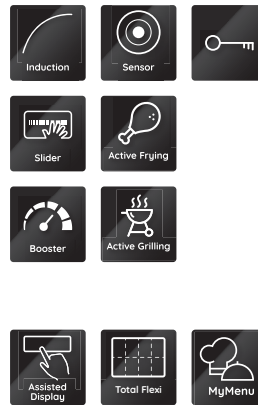 Induction
Sensor
Slider
Active Frying
Booster
Active Grilling
Assisted
Display
Total Flexi
MyMenu